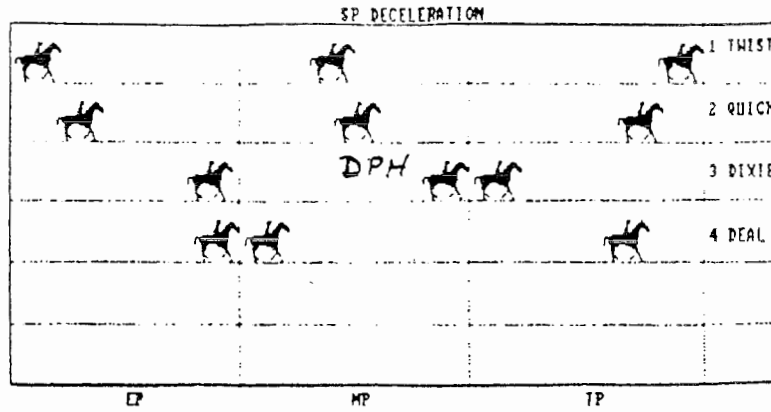 SP DECELERATION
1 TWIST
2 QUICK
DPH
3 DIXIE
4 DEAL
EP MP TP